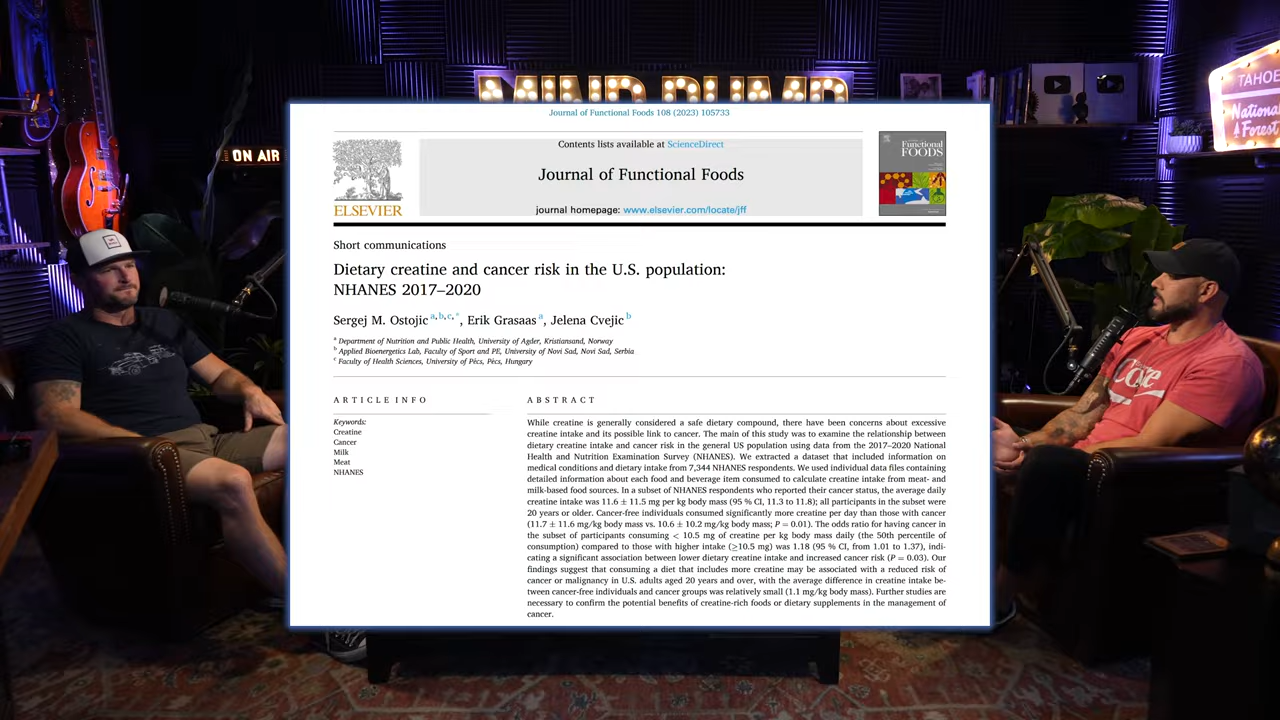 MIND PUMP
Journal of Functional Foods 108 (2023) 105733
TAHOE
National
Forest
ON AIR
Contents lists available at ScienceDirect
Journal of Functional Foods
journal homepage: www.elsevier.com/locate/jff
ELSEVIER
Functional
FOODS
Short communications
Dietary creatine and cancer risk in the U.S. population:
NHANES 2017–2020
Sergej M. Ostojic a,b,c,*, Erik Grasaas a, Jelena Cvejic b
a Department of Nutrition and Public Health, University of Agder, Kristiansand, Norway
b Applied Bioenergetics Lab, Faculty of Sport and PE, University of Novi Sad, Novi Sad, Serbia
c Faculty of Health Sciences, University of Pécs, Pécs, Hungary
ARTICLE INFO
Keywords:
Creatine
Cancer
Milk
Meat
NHANES
ABSTRACT
While creatine is generally considered a safe dietary compound, there have been concerns about excessive
creatine intake and its possible link to cancer. The main of this study was to examine the relationship between
dietary creatine intake and cancer risk in the general US population using data from the 2017–2020 National
Health and Nutrition Examination Survey (NHANES). We extracted a dataset that included information on
medical conditions and dietary intake from 7,344 NHANES respondents. We used individual data files containing
detailed information about each food and beverage item consumed to calculate creatine intake from meat- and
milk-based food sources. In a subset of NHANES respondents who reported their cancer status, the average daily
creatine intake was 11.6 ± 11.5 mg per kg body mass (95 % CI, 11.3 to 11.8); all participants in the subset were
20 years or older. Cancer-free individuals consumed significantly more creatine per day than those with cancer
(11.7 ± 11.6 mg/kg body mass vs. 10.6 ± 10.2 mg/kg body mass; P = 0.01). The odds ratio for having cancer in
the subset of participants consuming < 10.5 mg of creatine per kg body mass daily (the 50th percentile of
consumption) compared to those with higher intake (≥10.5 mg) was 1.18 (95 % CI, from 1.01 to 1.37), indi-
cating a significant association between lower dietary creatine intake and increased cancer risk (P = 0.03). Our
findings suggest that consuming a diet that includes more creatine may be associated with a reduced risk of
cancer or malignancy in U.S. adults aged 20 years and over, with the average difference in creatine intake be-
tween cancer-free individuals and cancer groups was relatively small (1.1 mg/kg body mass). Further studies are
necessary to confirm the potential benefits of creatine-rich foods or dietary supplements in the management of
cancer.